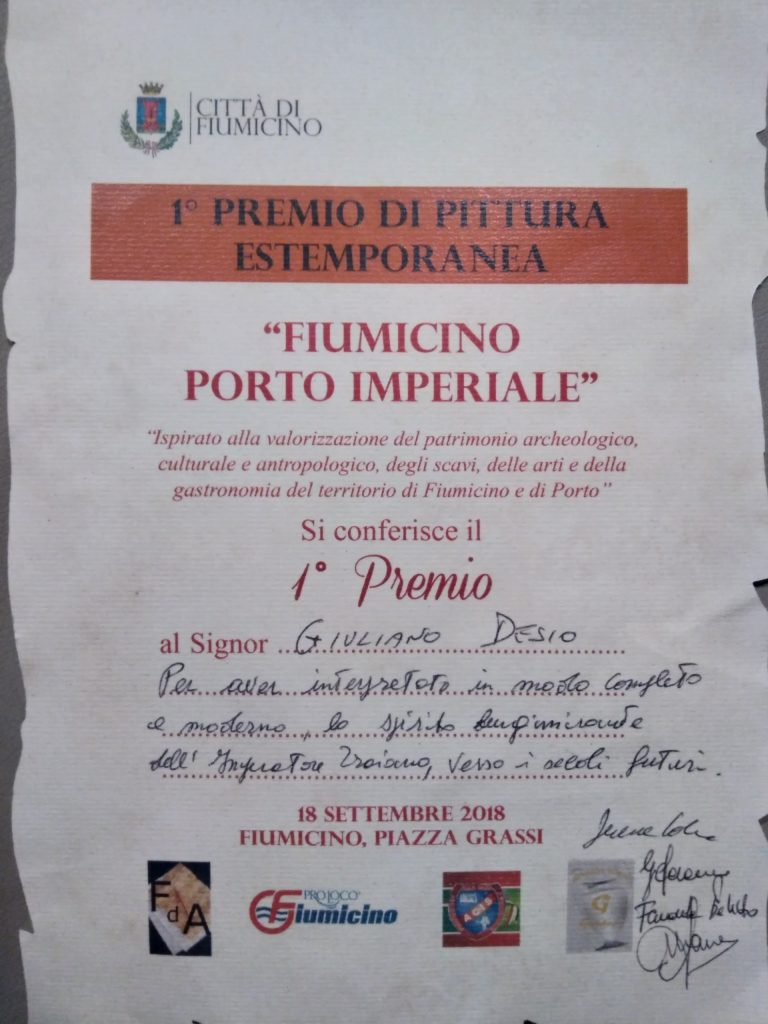 CITTÀ DI
FIUMICINO
1° PREMIO DI PITTURA
ESTEMPORANEA
“FIUMICINO
PORTO IMPERIALE”
“Ispirato alla valorizzazione del patrimonio archeologico,
culturale e antropologico, degli scavi, delle arti e della
gastronomia del territorio di Fiumicino e di Porto”
Si conferisce il
1° Premio
al Signor GIULIANO DESIO
Per aver interpretato in modo completo
e moderno, lo spirito lungimirante
dell' Imperatore Traiano, verso i secoli futuri.
18 SETTEMBRE 2018
FIUMICINO, PIAZZA GRASSI
FdA
PRO LOCO
Fiumicino